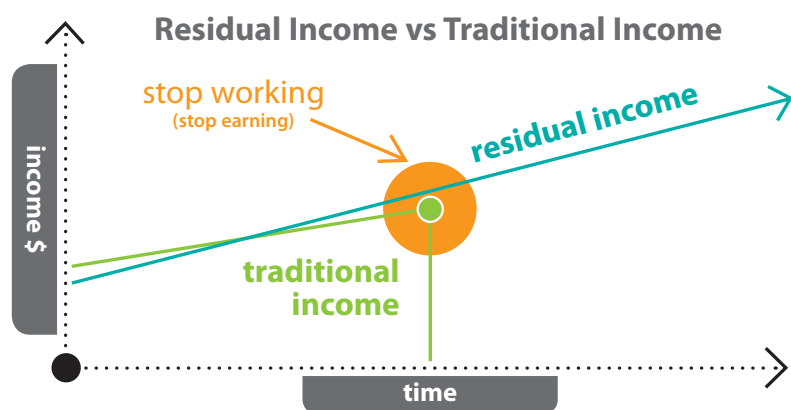 Residual Income vs Traditional Income
stop working
(stop earning)
residual income
income $
traditional
income
time